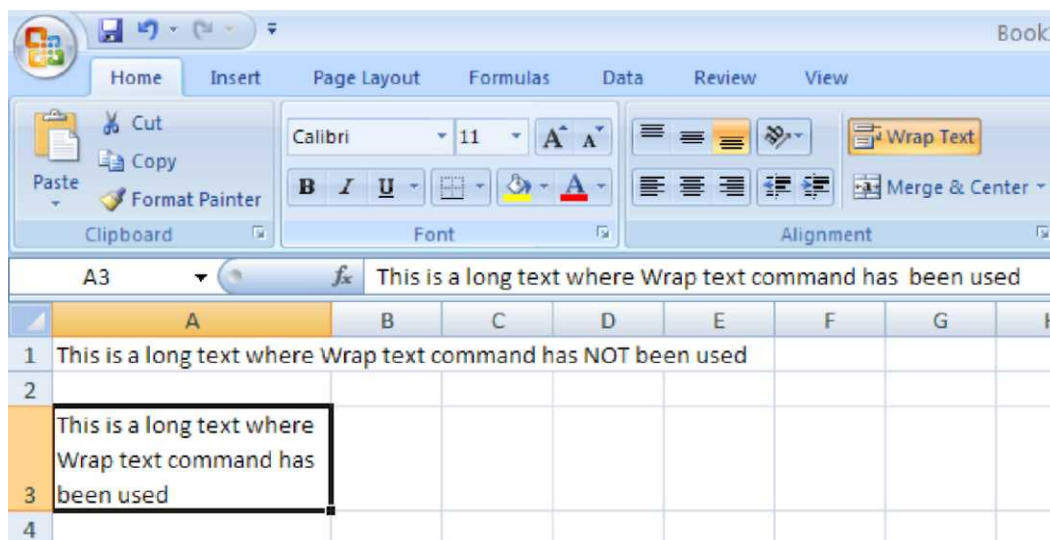 Book
Home Insert Page Layout Formulas Data Review View
Cut
Copy
Paste
Format Painter
Calibri 11 A A
B I U A
Wrap Text
Merge & Center
Clipboard Font Alignment
A3 fx This is a long text where Wrap text command has  been used
A B C D E F G
1 This is a long text where Wrap text command has NOT been used
2
This is a long text where
Wrap text command has
3 been used
4